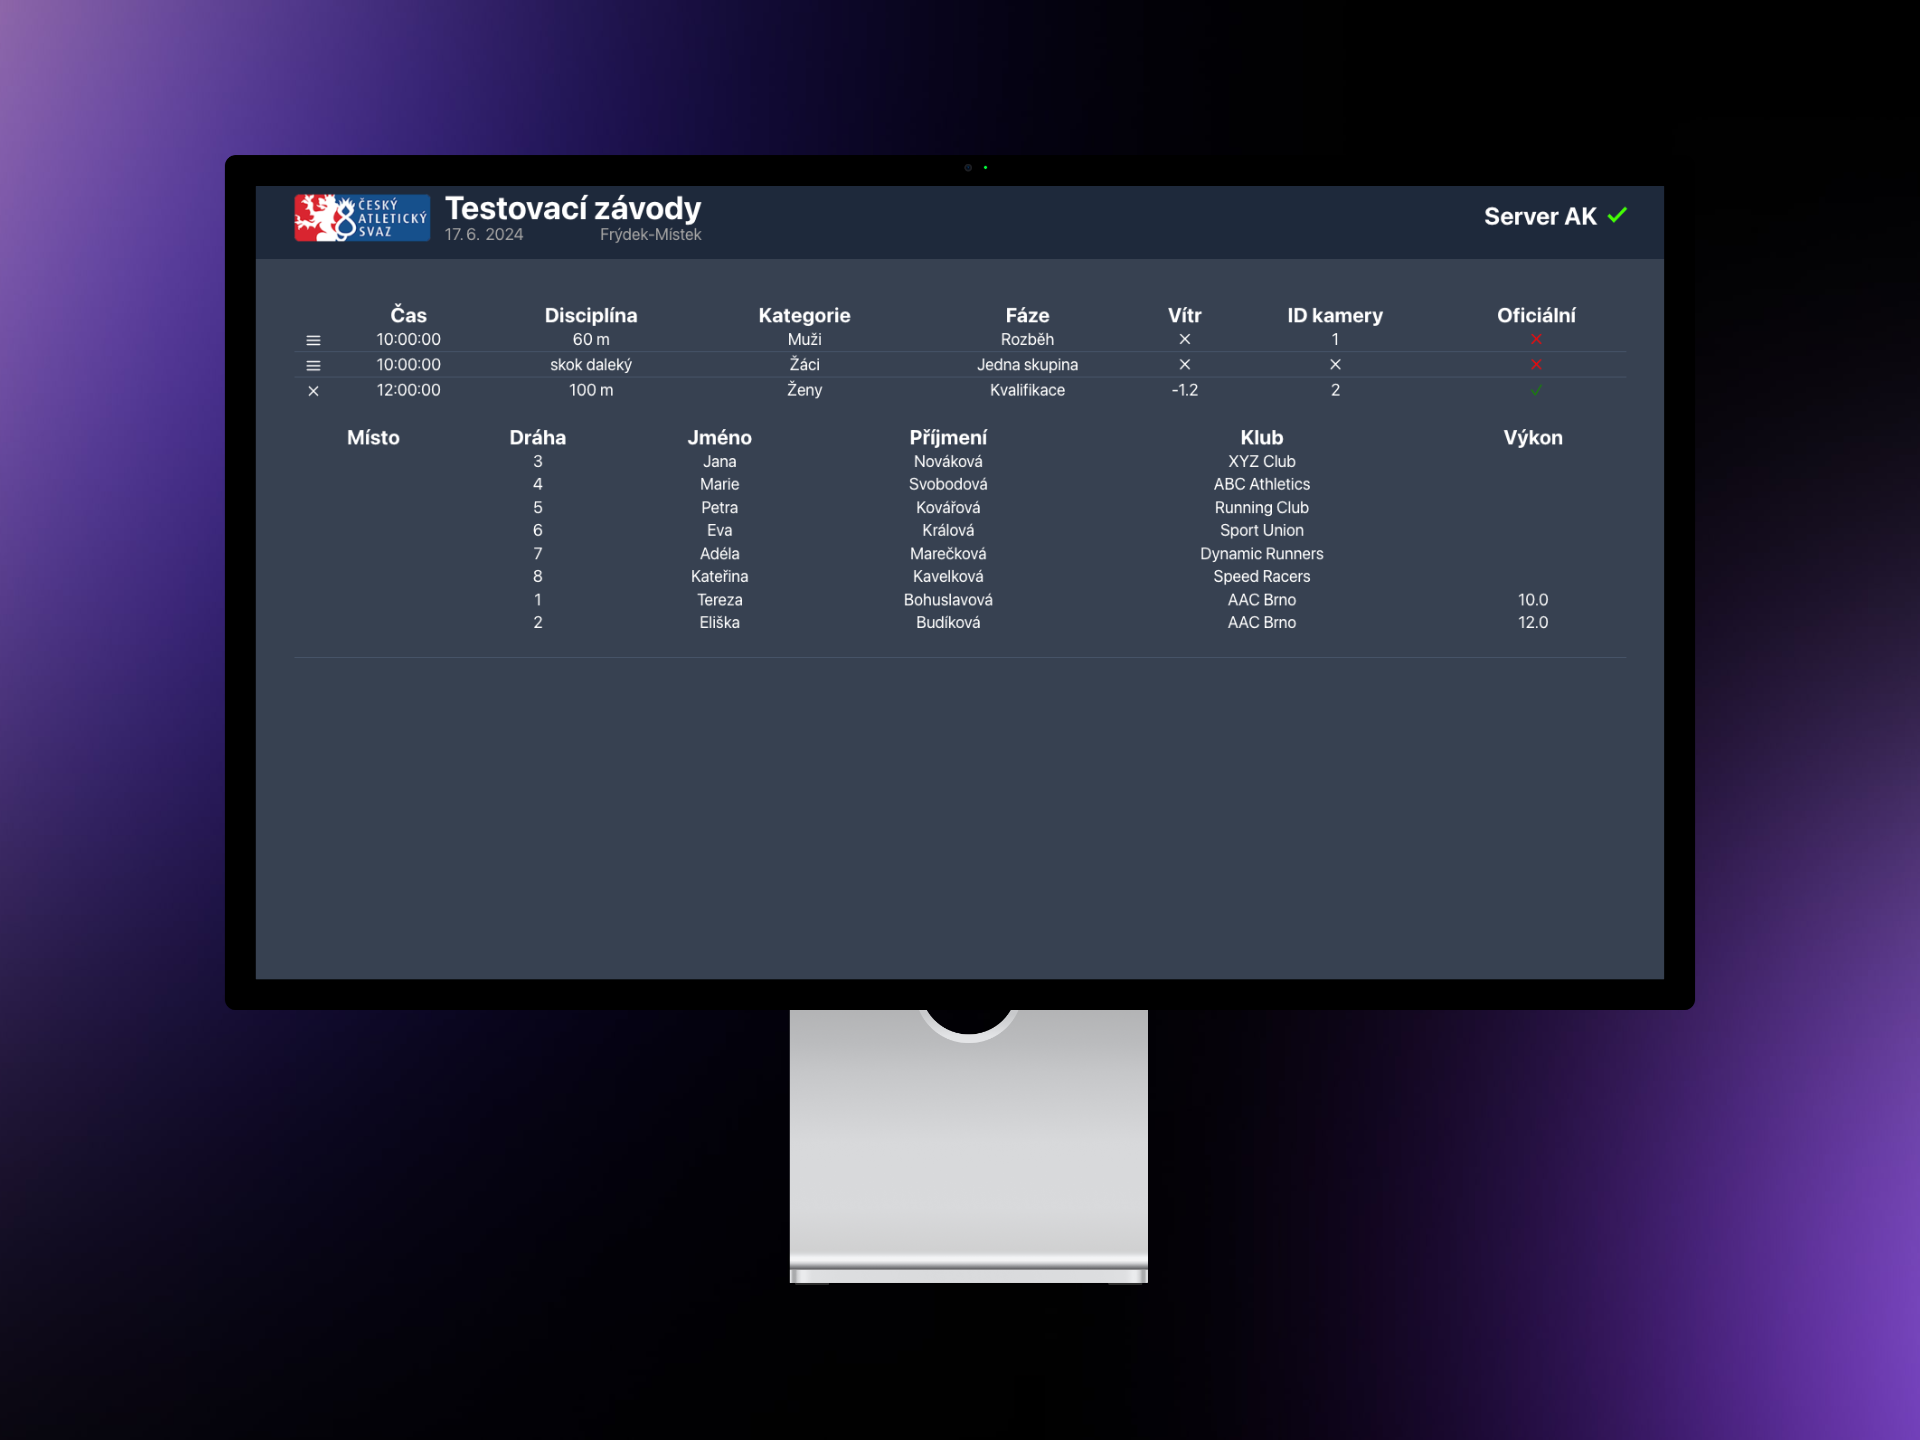 ČESKÝ
ATLETICKÝ
SVAZ
Testovací závody
17. 6. 2024 Frýdek-Místek
Server AK
Čas Disciplína Kategorie Fáze Vítr ID kamery Oficiální
10:00:00 60 m Muži Rozběh 1
10:00:00 skok daleký Žáci Jedna skupina
12:00:00 100 m Ženy Kvalifikace -1.2 2
Místo Dráha Jméno Příjmení Klub Výkon
3 Jana Nováková XYZ Club
4 Marie Svobodová ABC Athletics
5 Petra Kovářová Running Club
6 Eva Králová Sport Union
7 Adéla Marečková Dynamic Runners
8 Kateřina Kavelková Speed Racers
1 Tereza Bohuslavová AAC Brno 10.0
2 Eliška Budíková AAC Brno 12.0